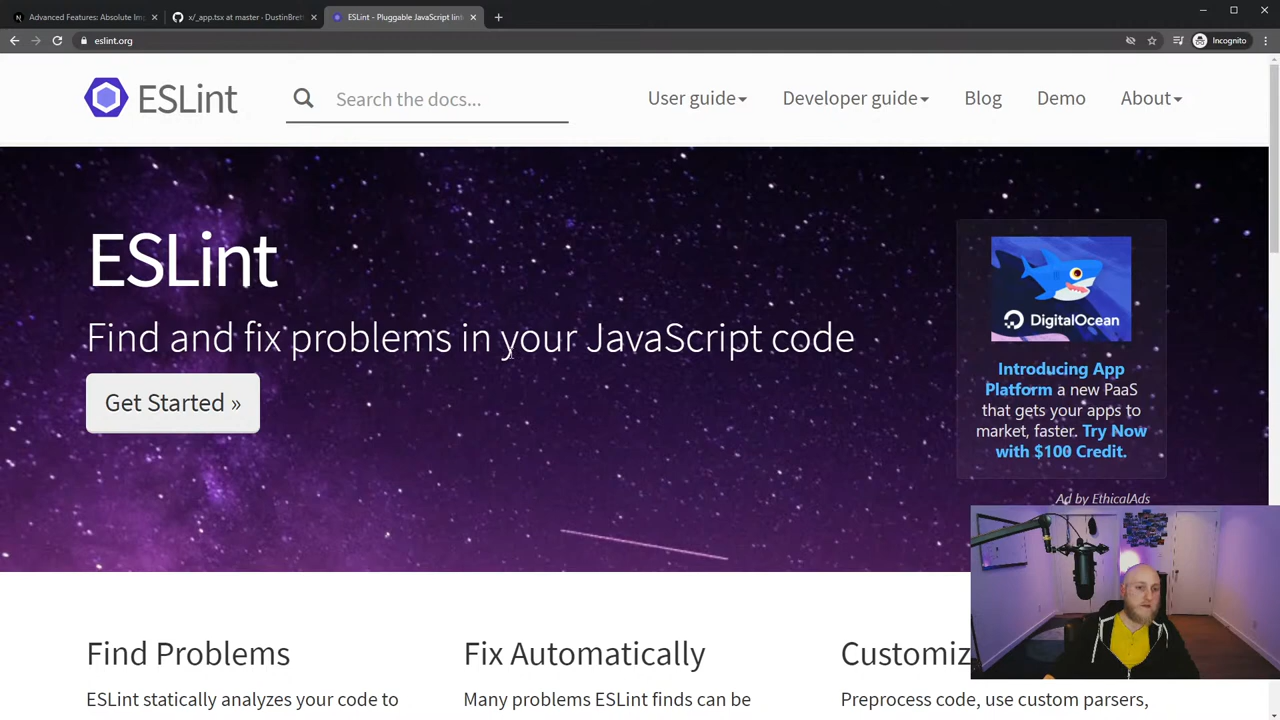 Advanced Features: Absolute Im
x/_app.tsx at master · DustinBrett
ESLint - Pluggable JavaScript lint
eslint.org
Incognito
ESLint
Search the docs...
User guide
Developer guide
Blog
Demo
About
ESLint
Find and fix problems in your JavaScript code
Get Started »
DigitalOcean
Introducing App
Platform a new PaaS
that gets your apps to
market, faster. Try Now
with $100 Credit.
Ad by EthicalAds
Find Problems
Fix Automatically
Customiz
ESLint statically analyzes your code to
Many problems ESLint finds can be
Preprocess code, use custom parsers,